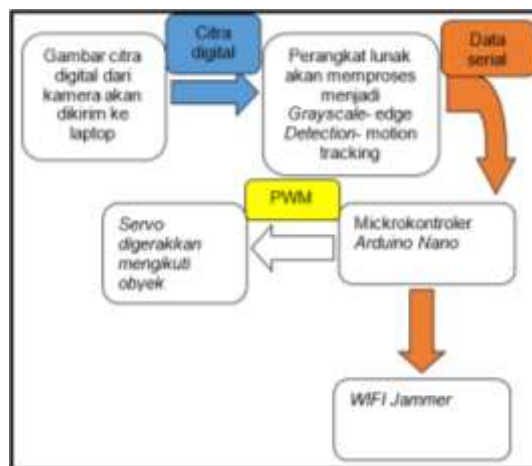 Gambar citra
digital dari
kamera akan
dikirim ke
laptop
Citra
digital
Perangkat lunak
akan memproses
menjadi
Grayscale- edge
Detection- motion
tracking
Data
serial
PWM
Servo
digerakkan
mengikuti
obyek
Mickrokontroler
Arduino Nano
WIFI Jammer